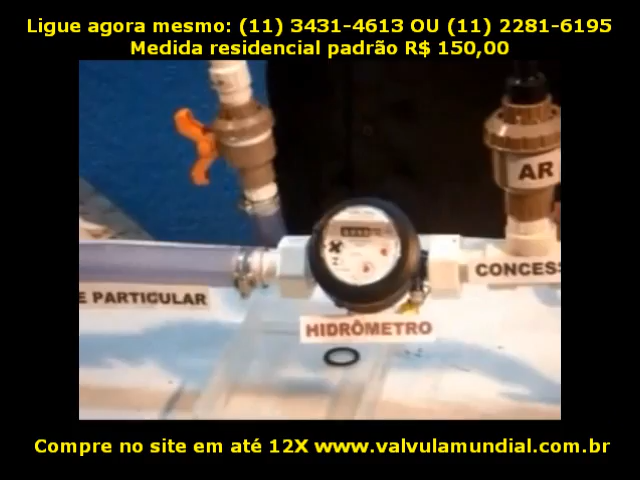 Ligue agora mesmo: (11) 3431-4613 OU (11) 2281-6195
Medida residencial padrão R$ 150,00
AR
CONCESS
E PARTICULAR
HIDRÔMETRO
Compre no site em até 12X www.valvulamundial.com.br